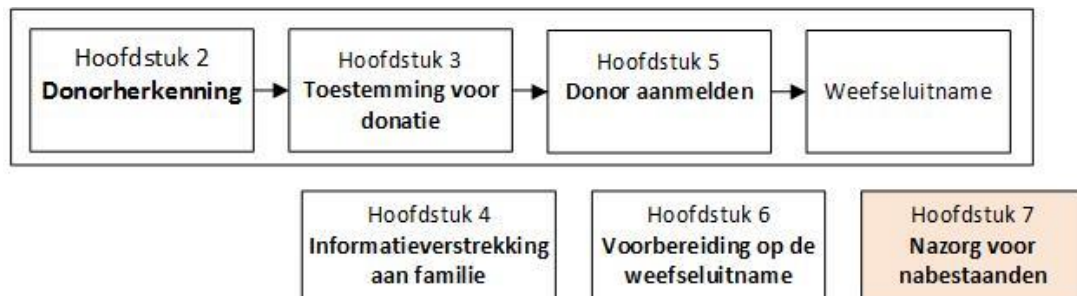 Hoofdstuk 2
Donorherkenning
Hoofdstuk 3
Toestemming voor
donatie
Hoofdstuk 5
Donor aanmelden
Weefseluitname
Hoofdstuk 4
Informatieverstrekking
aan familie
Hoofdstuk 6
Voorbereiding op de
weefseluitname
Hoofdstuk 7
Nazorg voor
nabestaanden